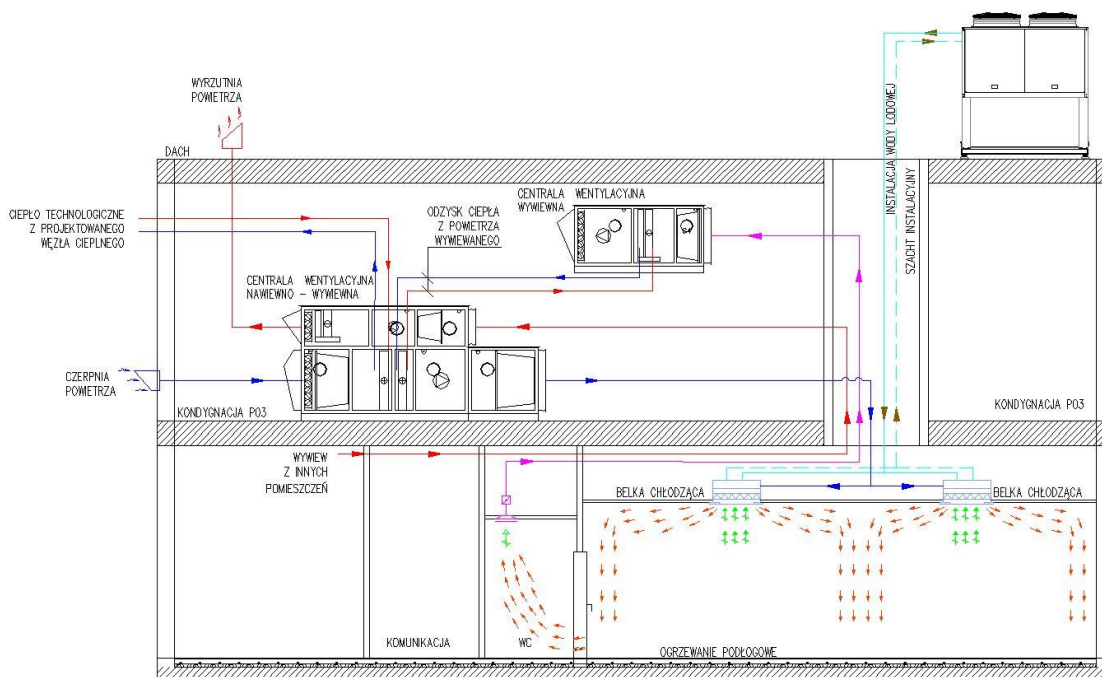 WYRZUTNIA
POWIETRZA
DACH
INSTALACJA WODY LODOWEJ
SZACHT INSTALACYJNY
CENTRALA WENTYLACYJNA
WYWIEWNA
CIEPŁO TECHNOLOGICZNE
Z PROJEKTOWANEGO
WĘZŁA CIEPLNEGO
ODZYSK CIEPŁA
Z POWIETRZA
WYWIEWANEGO
CENTRALA WENTYLACYJNA
NAWIEWNO - WYWIEWNA
CZERPNIA
POWIETRZA
KONDYGNACJA P03
KONDYGNACJA P03
WYWIEW
Z INNYCH
POMIESZCZEŃ
BELKA CHŁODZĄCA
BELKA CHŁODZĄCA
KOMUNIKACJA
WC
OGRZEWANIE PODŁOGOWE